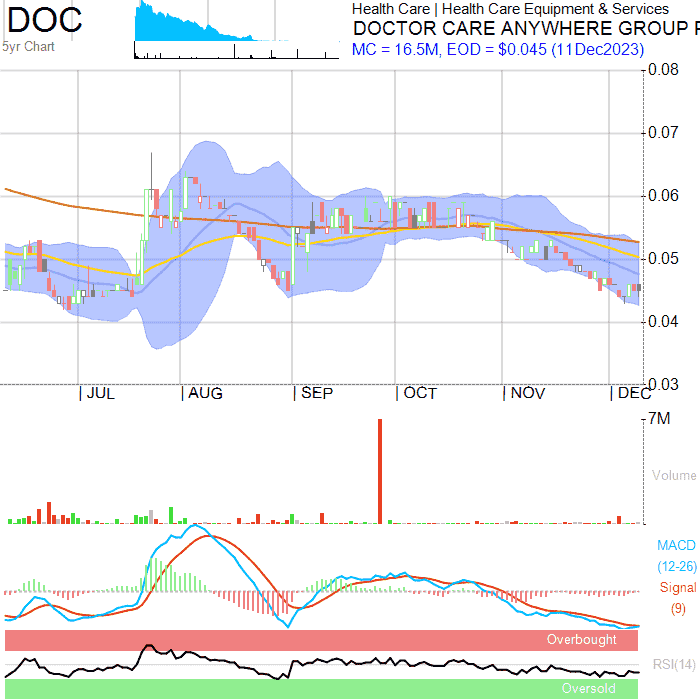 DOC
5yr Chart
Health Care | Health Care Equipment & Services
DOCTOR CARE ANYWHERE GROUP
MC = 16.5M, EOD = $0.045 (11Dec2023)
0.08
0.07
0.06
0.05
0.04
0.03
JUL
AUG
SEP
OCT
NOV
DEC
7M
Volume
MACD
(12-26)
Signal
(9)
Overbought
RSI(14)
Oversold